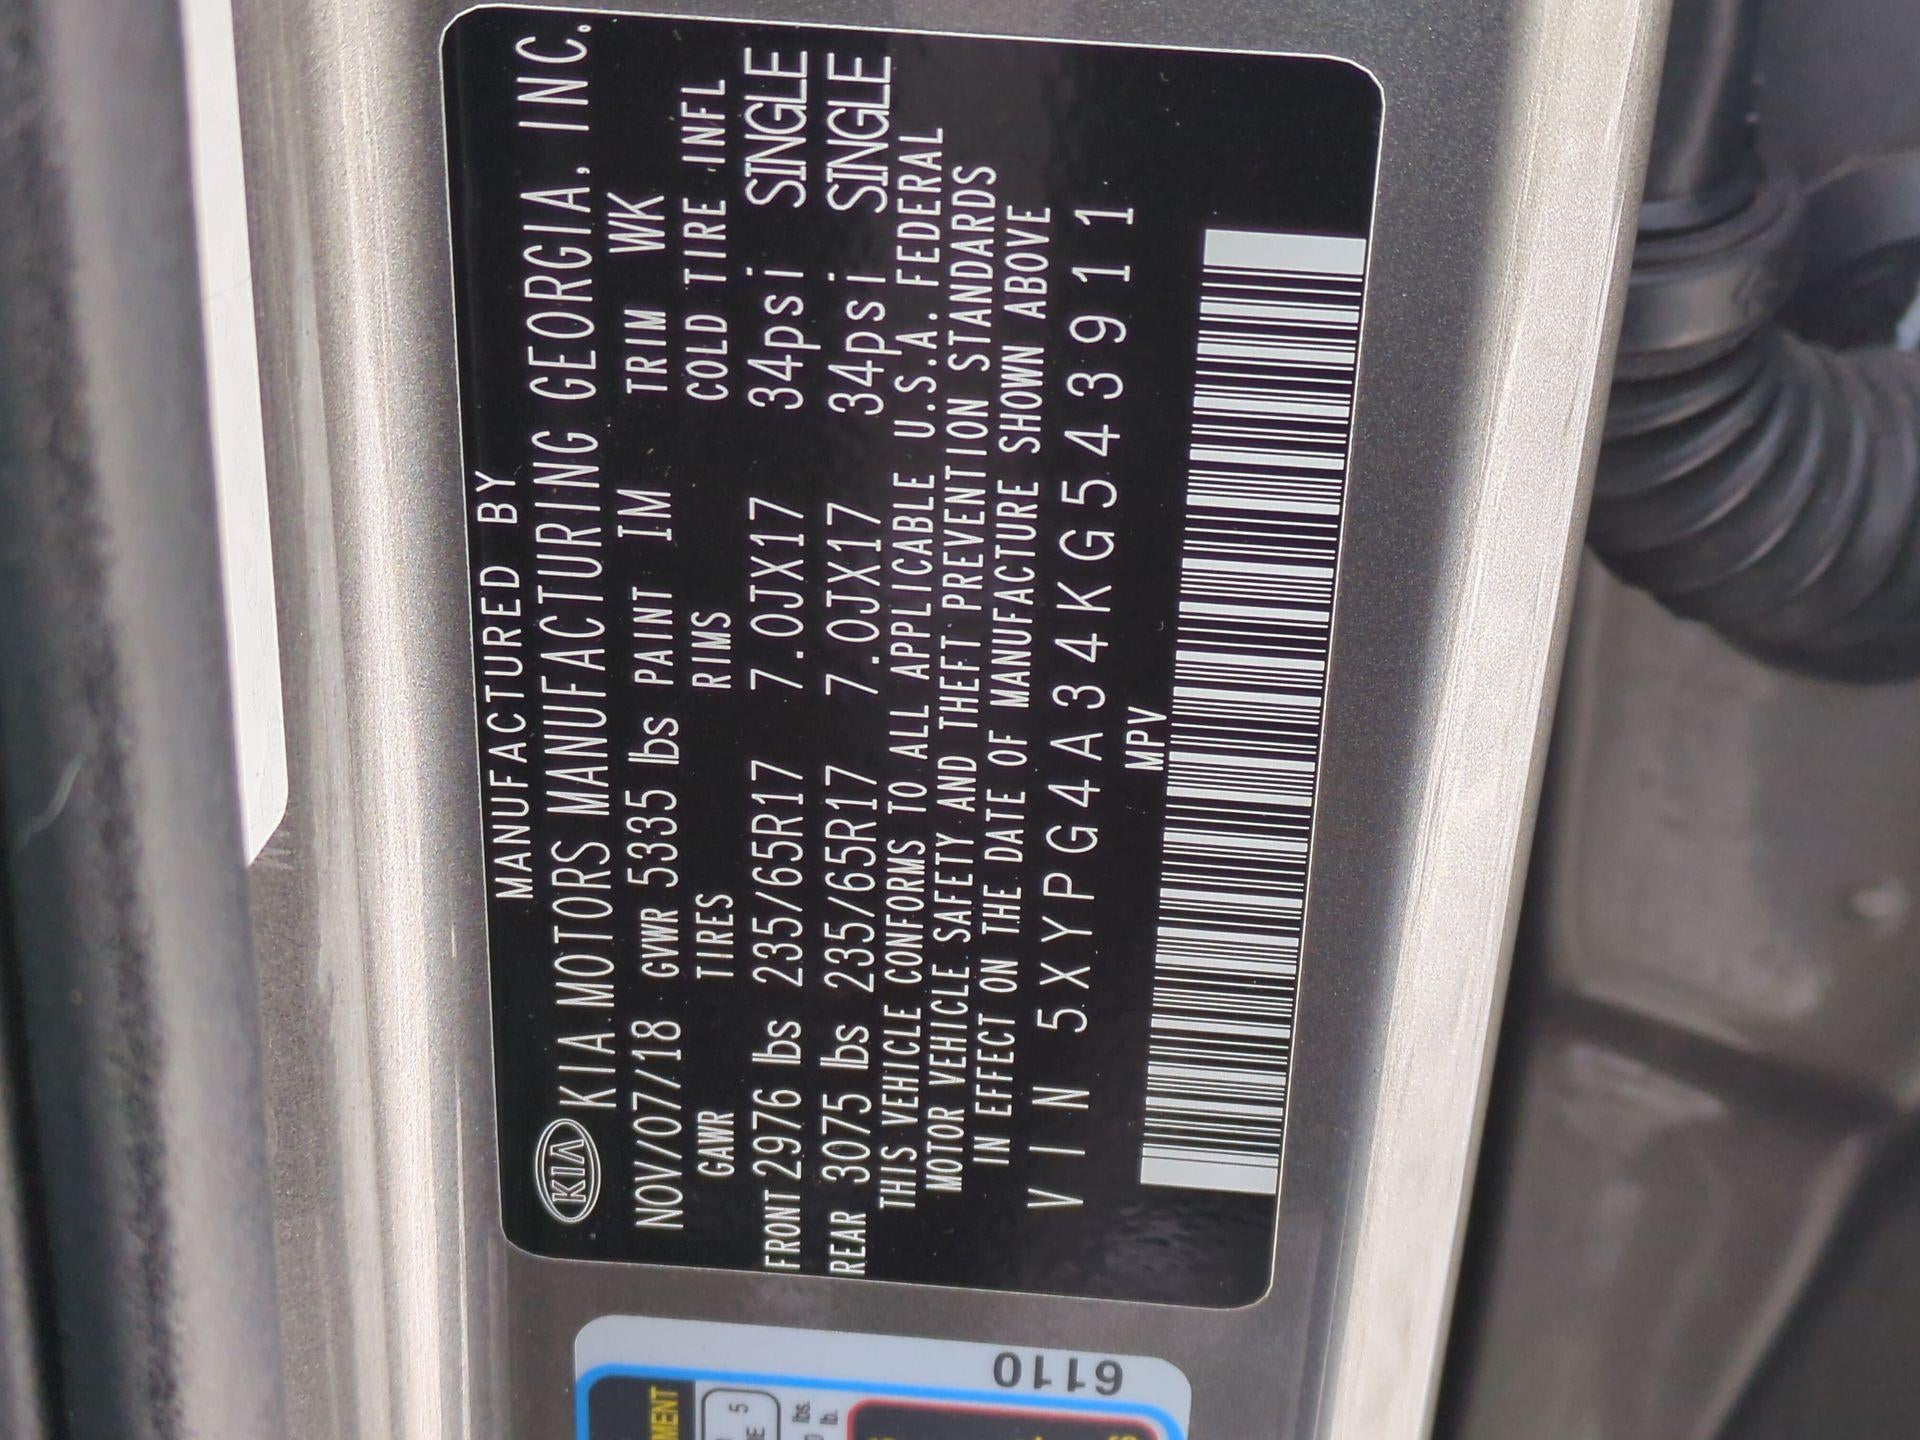 MANUFACTURED BY
KIA KIA MOTORS MANUFACTURING GEORGIA, INC.
NOV/07/18 GVWR 5335 lbs PAINT IM TRIM WK
GAWR TIRES RIMS COLD TIRE INFL
FRONT 2976 lbs 235/65R17 7.0JX17 34psi SINGLE
REAR 3075 lbs 235/65R17 7.0JX17 34psi SINGLE
THIS VEHICLE CONFORMS TO ALL APPLICABLE U.S.A. FEDERAL
MOTOR VEHICLE SAFETY AND THEFT PREVENTION STANDARDS
IN EFFECT ON THE DATE OF MANUFACTURE SHOWN ABOVE
VIN 5XYPG4A34KG543911
MPV
6110
5
lbs.
lb.